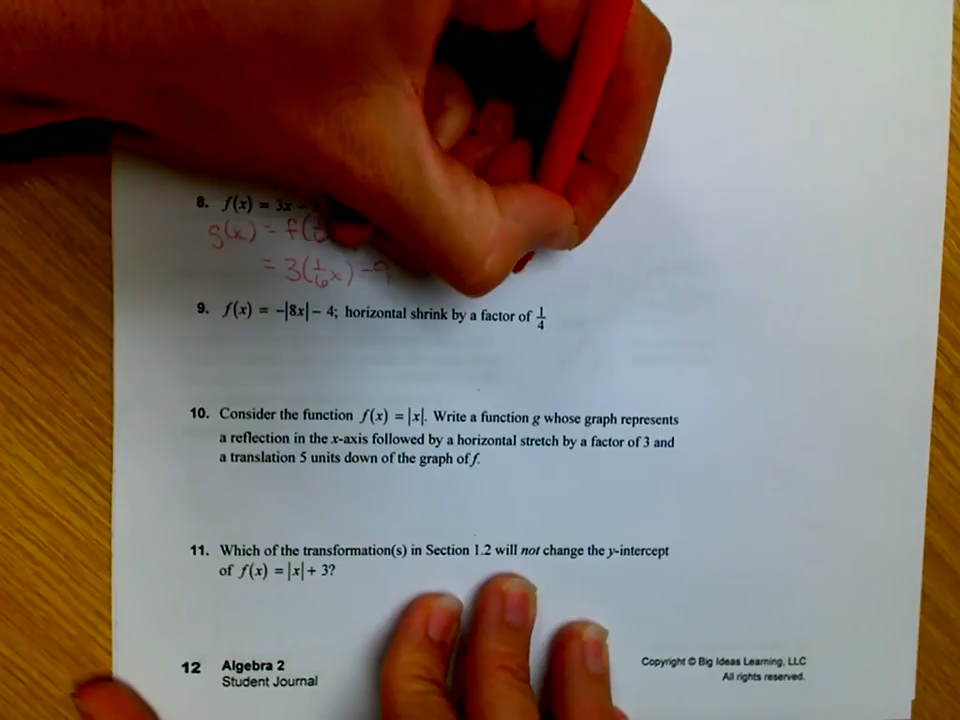 8. f(x) = 3x –
g(x) = f(1/6
= 3(1/6x) – 9
9. f(x) = –|8x| – 4; horizontal shrink by a factor of 1/4
10. Consider the function f(x) = |x|. Write a function g whose graph represents
a reflection in the x-axis followed by a horizontal stretch by a factor of 3 and
a translation 5 units down of the graph of f.
11. Which of the transformation(s) in Section 1.2 will not change the y-intercept
of f(x) = |x| + 3?
12 Algebra 2
Student Journal
Copyright © Big Ideas Learning, LLC
All rights reserved.